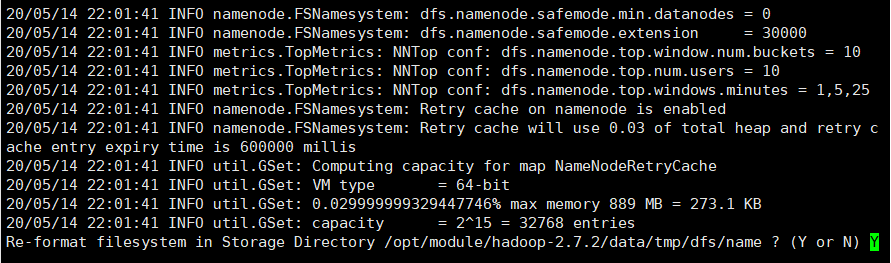 20/05/14 22:01:41 INFO namenode.FSNamesystem: dfs.namenode.safemode.min.datanodes = 0
20/05/14 22:01:41 INFO namenode.FSNamesystem: dfs.namenode.safemode.extension     = 30000
20/05/14 22:01:41 INFO metrics.TopMetrics: NNTop conf: dfs.namenode.top.window.num.buckets = 10
20/05/14 22:01:41 INFO metrics.TopMetrics: NNTop conf: dfs.namenode.top.num.users = 10
20/05/14 22:01:41 INFO metrics.TopMetrics: NNTop conf: dfs.namenode.top.windows.minutes = 1,5,25
20/05/14 22:01:41 INFO namenode.FSNamesystem: Retry cache on namenode is enabled
20/05/14 22:01:41 INFO namenode.FSNamesystem: Retry cache will use 0.03 of total heap and retry c
ache entry expiry time is 600000 millis
20/05/14 22:01:41 INFO util.GSet: Computing capacity for map NameNodeRetryCache
20/05/14 22:01:41 INFO util.GSet: VM type       = 64-bit
20/05/14 22:01:41 INFO util.GSet: 0.029999999329447746% max memory 889 MB = 273.1 KB
20/05/14 22:01:41 INFO util.GSet: capacity      = 2^15 = 32768 entries
Re-format filesystem in Storage Directory /opt/module/hadoop-2.7.2/data/tmp/dfs/name ? (Y or N) Y